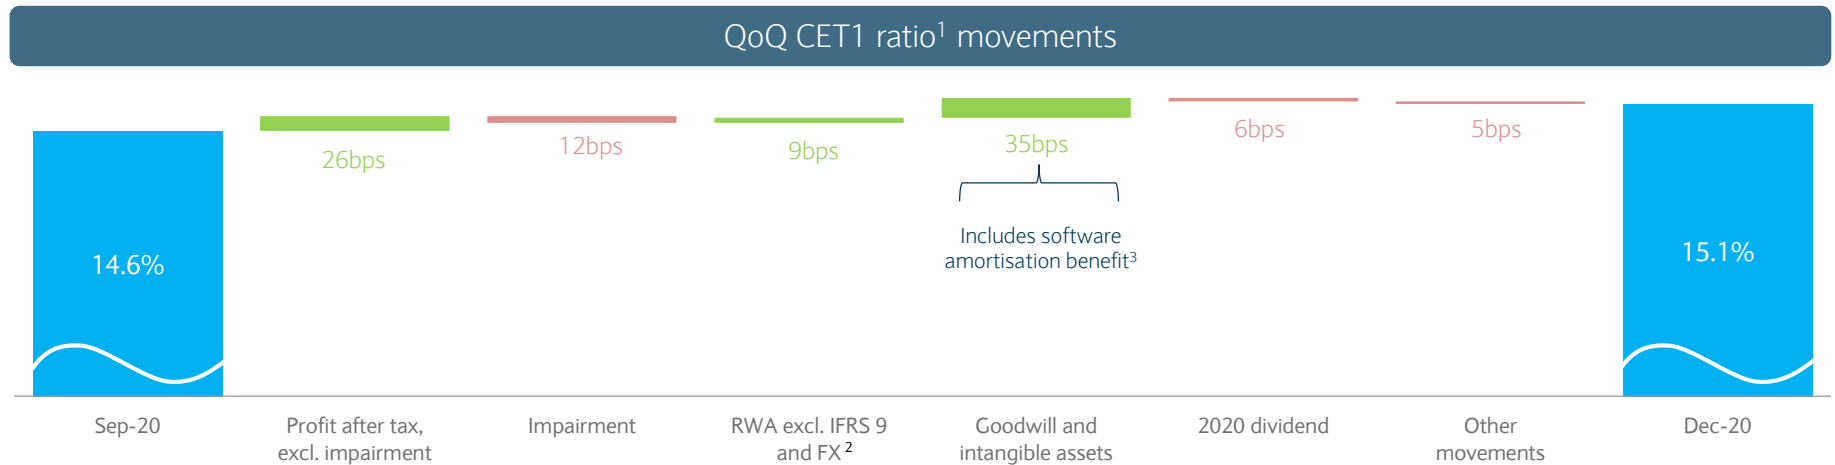 QoQ CET1 ratio¹ movements
26bps
12bps
9bps
35bps
6bps
5bps
Includes software
amortisation benefit³
14.6%
15.1%
Sep-20
Profit after tax,
excl. impairment
Impairment
RWA excl. IFRS 9
and FX ²
Goodwill and
intangible assets
2020 dividend
Other
movements
Dec-20